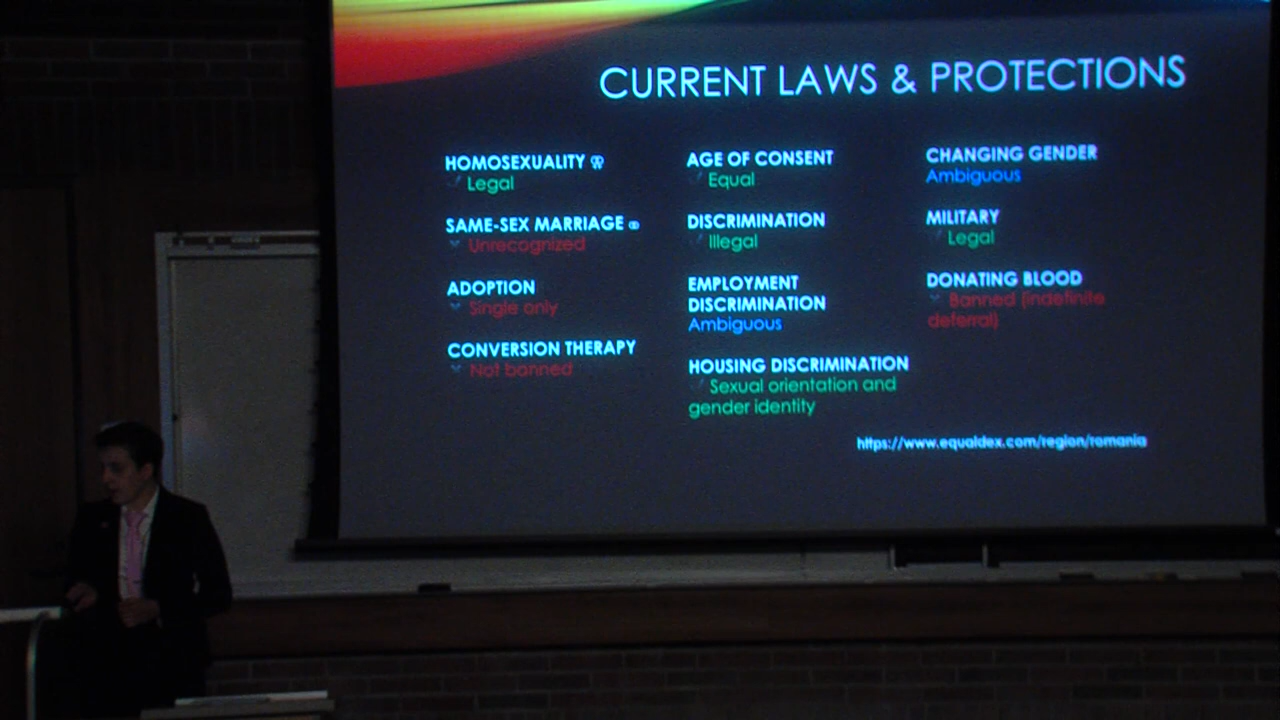 CURRENT LAWS & PROTECTIONS
HOMOSEXUALITY
Legal
SAME-SEX MARRIAGE
Unrecognized
ADOPTION
Single only
CONVERSION THERAPY
Not banned
AGE OF CONSENT
Equal
DISCRIMINATION
Illegal
EMPLOYMENT
DISCRIMINATION
Ambiguous
HOUSING DISCRIMINATION
Sexual orientation and
gender identity
CHANGING GENDER
Ambiguous
MILITARY
Legal
DONATING BLOOD
Banned (indefinite
deferral)
https://www.equaldex.com/region/romania